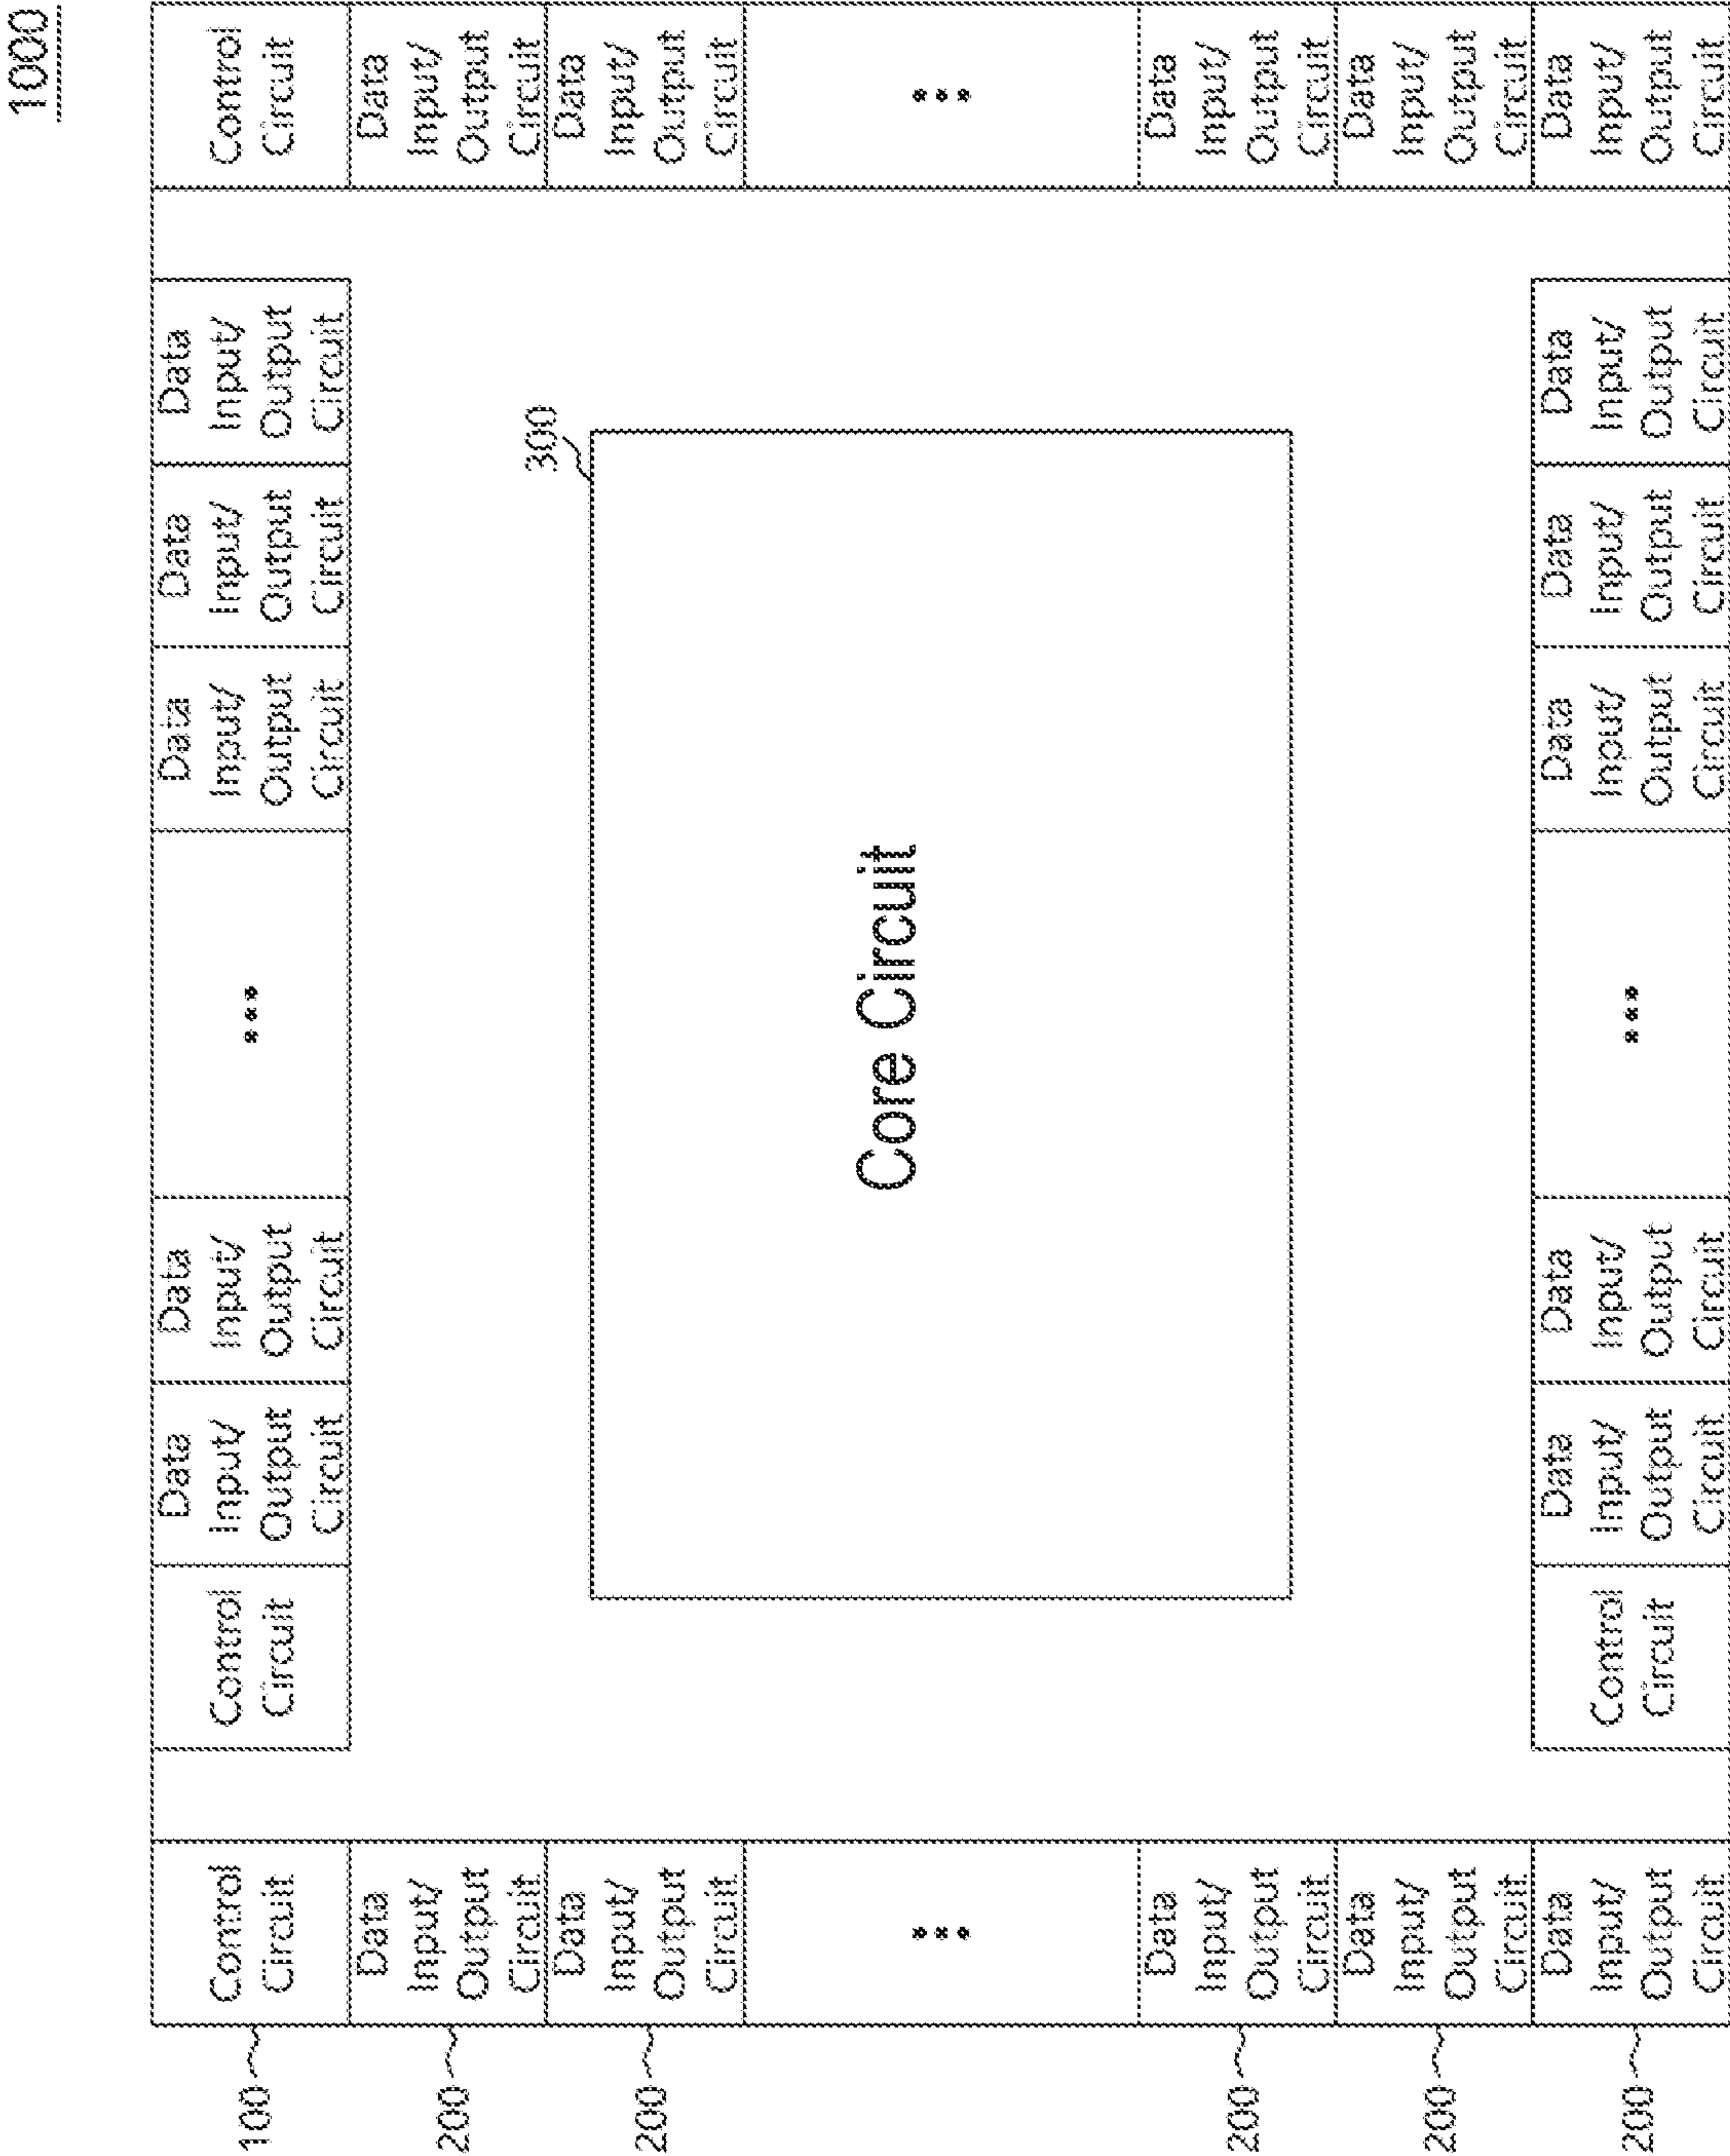 1000
100
Control
Circuit
Control
Circuit
Data
Input/
Output
Circuit
Data
Input/
Output
Circuit
...
Data
Input/
Output
Circuit
Data
Input/
Output
Circuit
Data
Input/
Output
Circuit
Control
Circuit
200
Data
Input/
Output
Circuit
Data
Input/
Output
Circuit
200
Data
Input/
Output
Circuit
300
Data
Input/
Output
Circuit
...
Core Circuit
...
200
Data
Input/
Output
Circuit
Data
Input/
Output
Circuit
200
Data
Input/
Output
Circuit
Data
Input/
Output
Circuit
200
Data
Input/
Output
Circuit
Control
Circuit
Data
Input/
Output
Circuit
Data
Input/
Output
Circuit
...
Data
Input/
Output
Circuit
Data
Input/
Output
Circuit
Data
Input/
Output
Circuit
Data
Input/
Output
Circuit